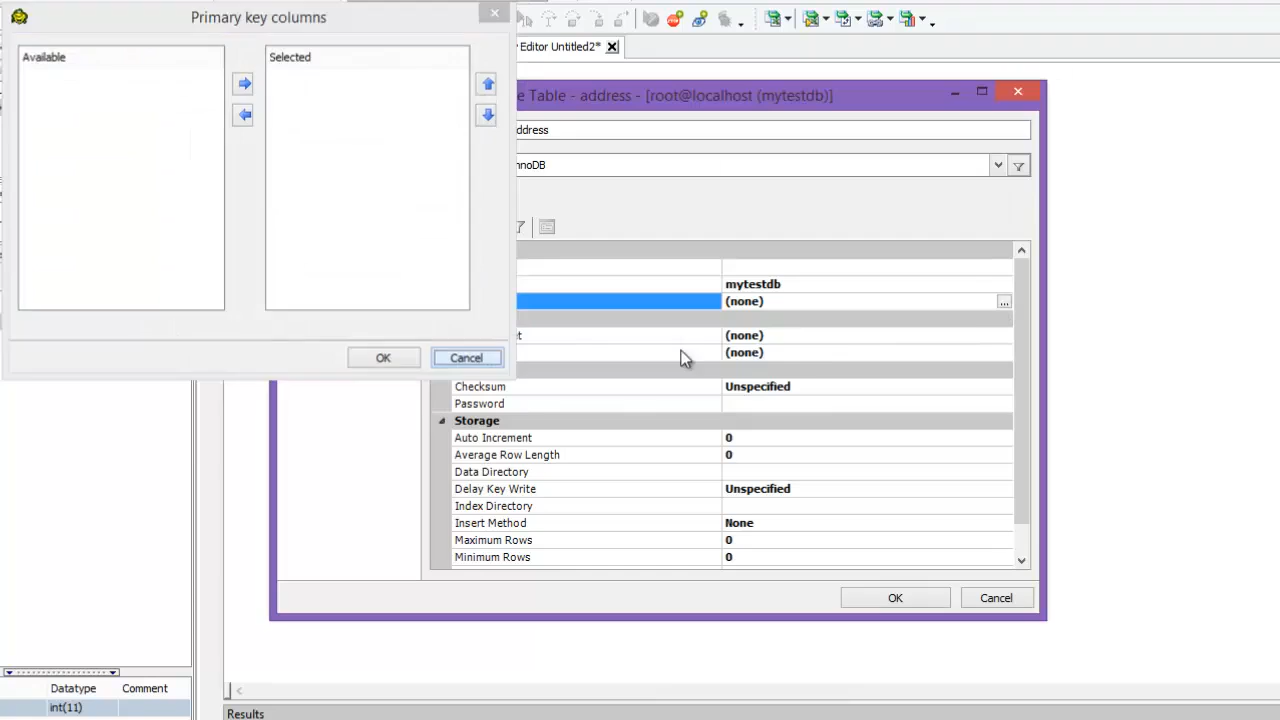 Primary key columns
Available
Selected
OK
Cancel
Editor Untitled2*
Table - address - [root@localhost (mytestdb)]
ddress
nnoDB
mytestdb
(none)
...
(none)
(none)
Checksum Unspecified
Password
Storage
Auto Increment 0
Average Row Length 0
Data Directory
Delay Key Write Unspecified
Index Directory
Insert Method None
Maximum Rows 0
Minimum Rows 0
OK
Cancel
Datatype Comment
int(11)
Results